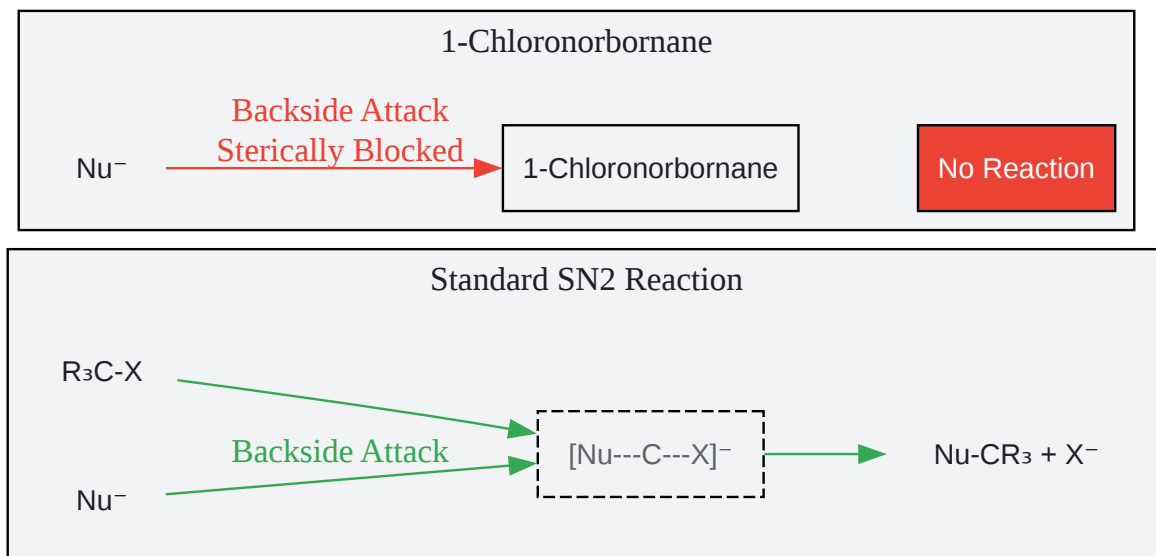 1-Chloronorbornane
Backside Attack
Sterically Blocked
Nu⁻
1-Chloronorbornane
No Reaction
Standard SN2 Reaction
R₃C-X
Backside Attack
[Nu---C---X]⁻
Nu-CR₃ + X⁻
Nu⁻